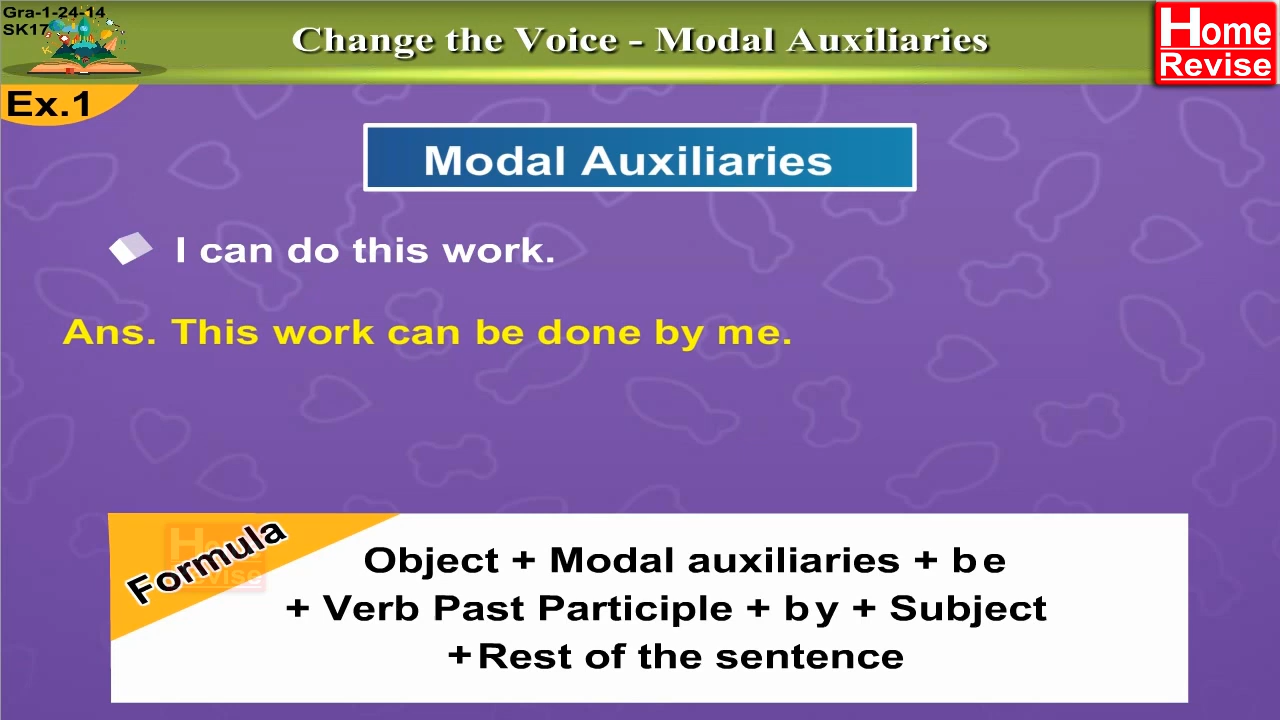 Gra-1-24-14
SK17
Change the Voice - Modal Auxiliaries
Home
Revise
Ex.1
Modal Auxiliaries
I can do this work.
Ans. This work can be done by me.
Formula
Home
Revise
Object + Modal auxiliaries + be
+ Verb Past Participle + by + Subject
+ Rest of the sentence